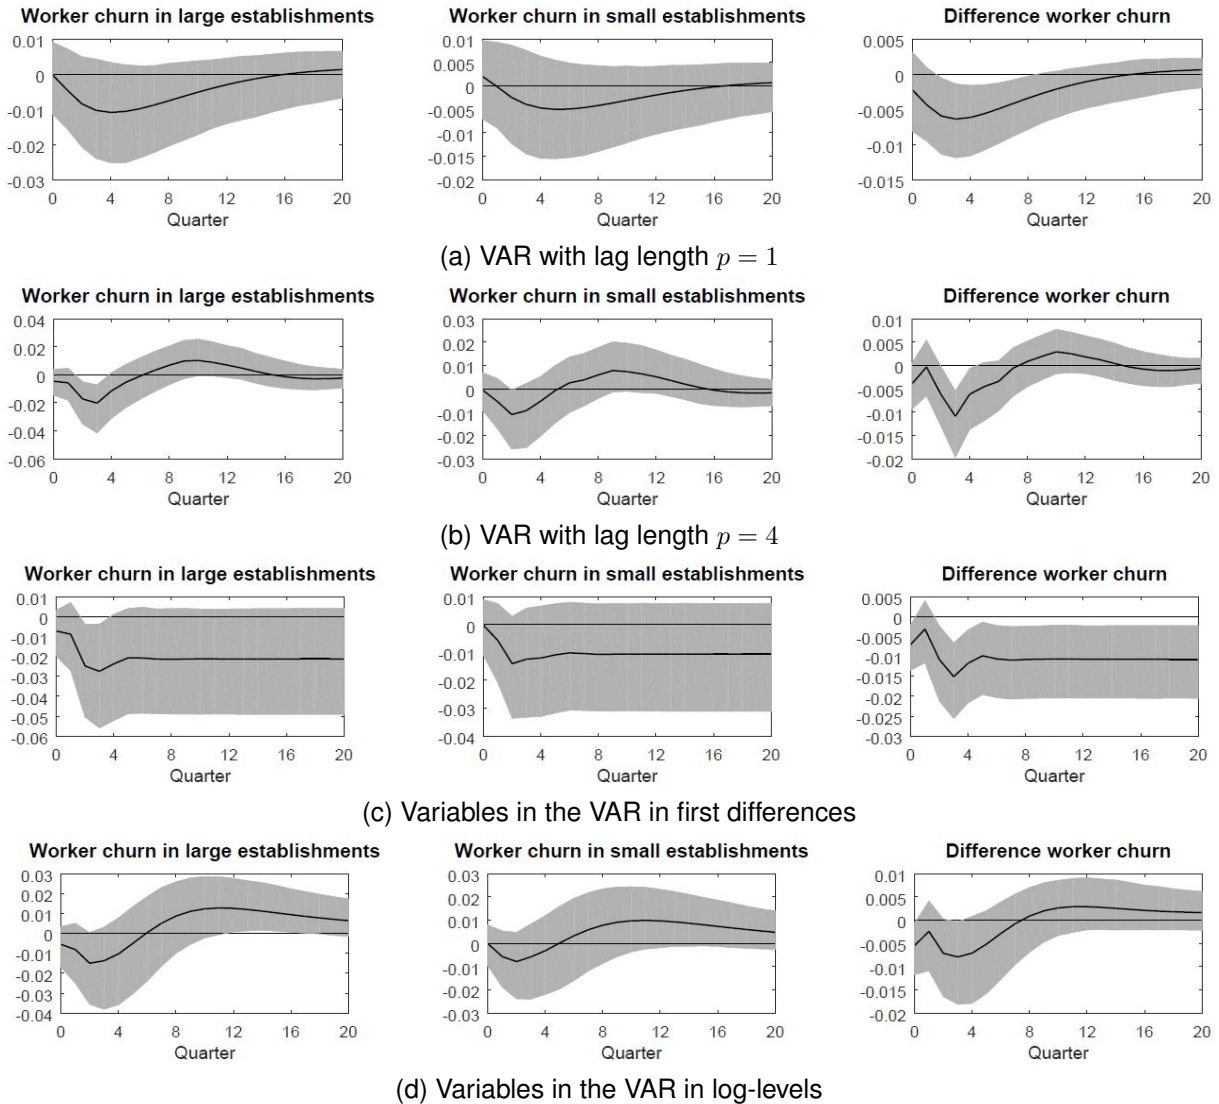 Worker churn in large establishments
Worker churn in small establishments
Difference worker churn
0.01
0
-0.01
-0.02
-0.03
0 4 8 12 16 20
Quarter
0.01
0.005
0
-0.005
-0.01
-0.015
-0.02
0 4 8 12 16 20
Quarter
0.005
0
-0.005
-0.01
-0.015
0 4 8 12 16 20
Quarter
(a) VAR with lag length p = 1
Worker churn in large establishments
Worker churn in small establishments
Difference worker churn
0.04
0.02
0
-0.02
-0.04
-0.06
0 4 8 12 16 20
Quarter
0.03
0.02
0.01
0
-0.01
-0.02
-0.03
0 4 8 12 16 20
Quarter
0.01
0.005
0
-0.005
-0.01
-0.015
-0.02
0 4 8 12 16 20
Quarter
(b) VAR with lag length p = 4
Worker churn in large establishments
Worker churn in small establishments
Difference worker churn
0.01
0
-0.01
-0.02
-0.03
-0.04
-0.05
-0.06
0 4 8 12 16 20
Quarter
0.01
0
-0.01
-0.02
-0.03
-0.04
0 4 8 12 16 20
Quarter
0.005
0
-0.005
-0.01
-0.015
-0.02
-0.025
-0.03
0 4 8 12 16 20
Quarter
(c) Variables in the VAR in first differences
Worker churn in large establishments
Worker churn in small establishments
Difference worker churn
0.03
0.02
0.01
0
-0.01
-0.02
-0.03
-0.04
0 4 8 12 16 20
Quarter
0.03
0.02
0.01
0
-0.01
-0.02
-0.03
0 4 8 12 16 20
Quarter
0.01
0.005
0
-0.005
-0.01
-0.015
-0.02
0 4 8 12 16 20
Quarter
(d) Variables in the VAR in log-levels